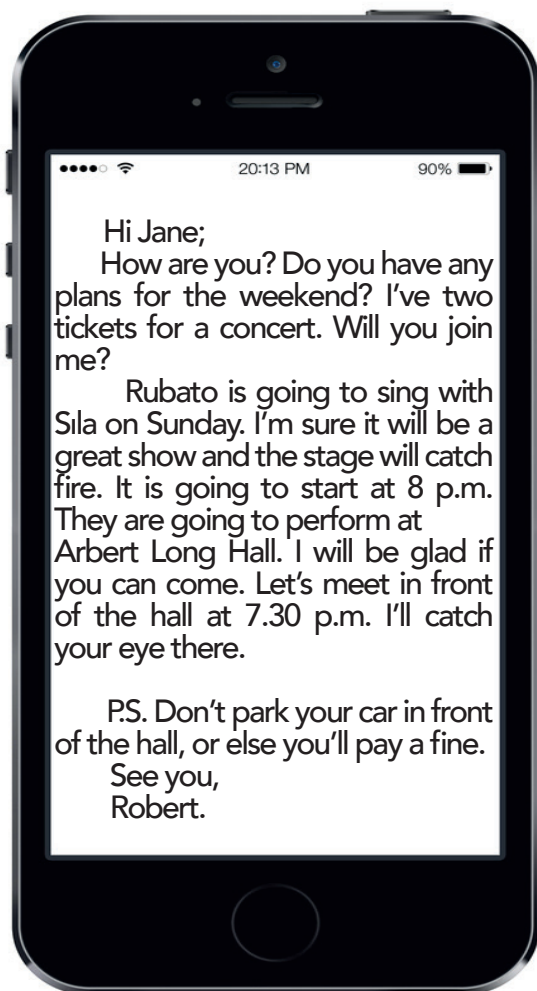 20:13 PM
90%
Hi Jane;
How are you? Do you have any
plans for the weekend? I've two
tickets for a concert. Will you join
me?
Rubato is going to sing with
Sıla on Sunday. I'm sure it will be a
great show and the stage will catch
fire. It is going to start at 8 p.m.
They are going to perform at
Arbert Long Hall. I will be glad if
you can come. Let's meet in front
of the hall at 7.30 p.m. I'll catch
your eye there.
P.S. Don't park your car in front
of the hall, or else you'll pay a fine.
See you,
Robert.